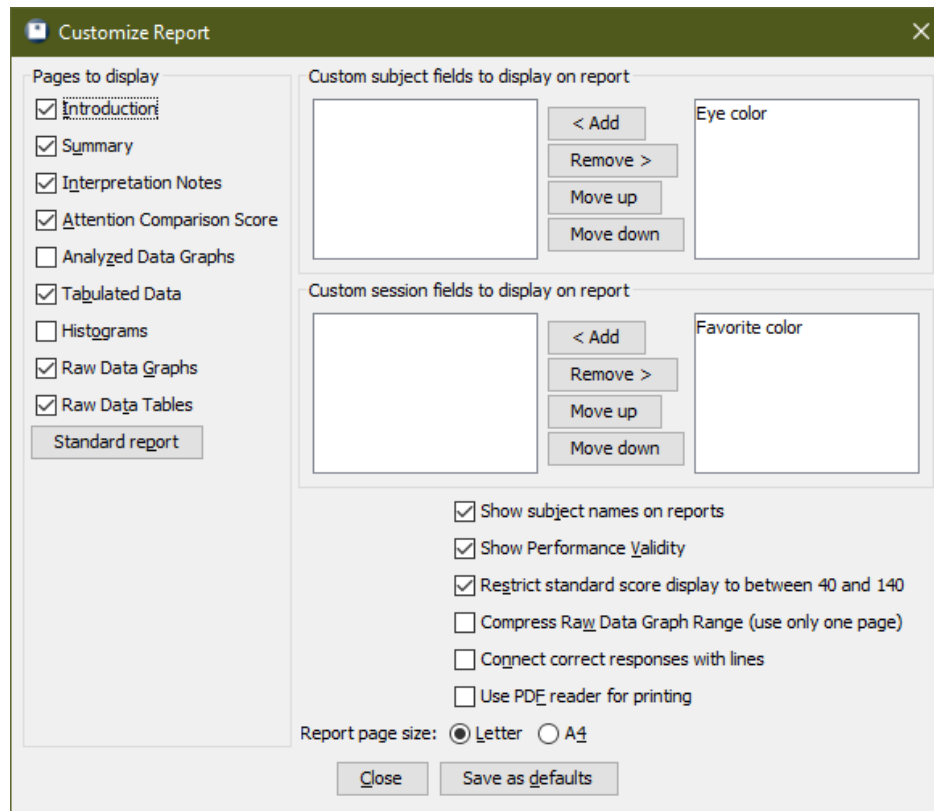 Customize Report
Pages to display
Introduction
Summary
Interpretation Notes
Attention Comparison Score
Analyzed Data Graphs
Tabulated Data
Histograms
Raw Data Graphs
Raw Data Tables
Standard report
Custom subject fields to display on report
< Add
Remove >
Move up
Move down
Eye color
Custom session fields to display on report
< Add
Remove >
Move up
Move down
Favorite color
Show subject names on reports
Show Performance Validity
Restrict standard score display to between 40 and 140
Compress Raw Data Graph Range (use only one page)
Connect correct responses with lines
Use PDF reader for printing
Report page size: Letter A4
Close Save as defaults